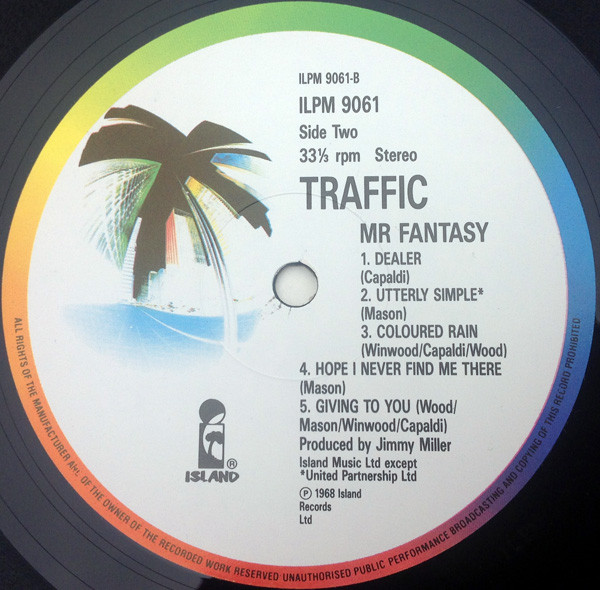 ILPM 9061-B
ILPM 9061
Side Two
33⅓ rpm Stereo
TRAFFIC
MR FANTASY
1. DEALER
(Capaldi)
2. UTTERLY SIMPLE*
(Mason)
3. COLOURED RAIN
(Winwood/Capaldi/Wood)
4. HOPE I NEVER FIND ME THERE
(Mason)
5. GIVING TO YOU (Wood/
Mason/Winwood/Capaldi)
Produced by Jimmy Miller
Island Music Ltd except
*United Partnership Ltd
Ⓟ 1968 Island
Records
Ltd
ISLAND®
ALL RIGHTS OF THE MANUFACTURER AND OF THE OWNER OF THE RECORDED WORK RESERVED UNAUTHORISED PUBLIC PERFORMANCE BROADCASTING AND COPYING OF THIS RECORD PROHIBITED